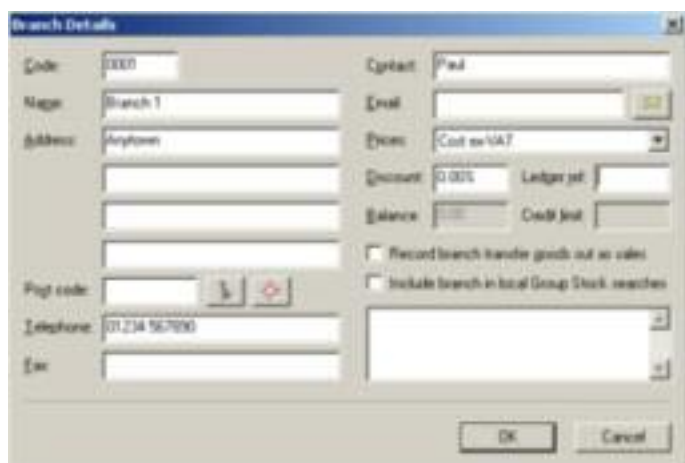 Branch Details
Code: 0001
Name: Branch 1
Address: Anytown
Post code:
Telephone: 01234 567890
Fax:
Contact: Paul
Email:
Prices: Cost ex-VAT
Discount: 0.00% Ledger ref:
Balance: 0.00 Credit limit:
Record branch transfer goods out as sales
Include branch in local Group Stock searches
OK Cancel